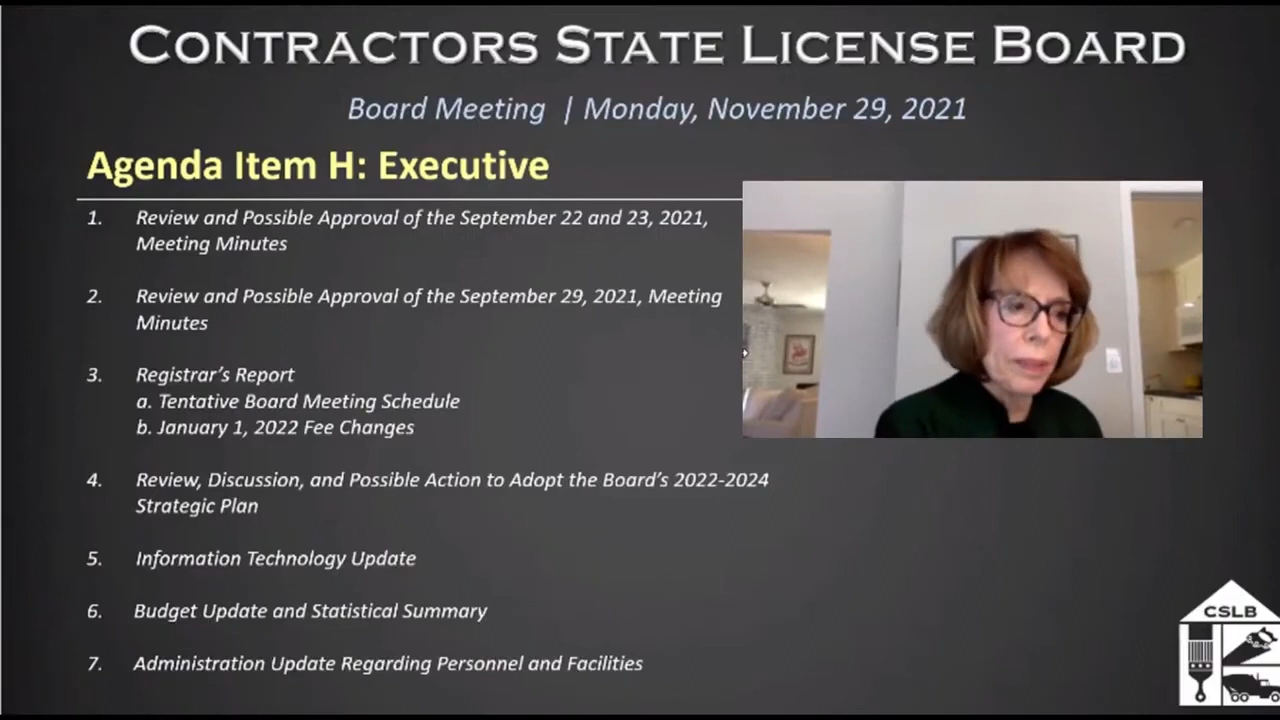 CONTRACTORS STATE LICENSE BOARD
Board Meeting | Monday, November 29, 2021
Agenda Item H: Executive
1. Review and Possible Approval of the September 22 and 23, 2021,
Meeting Minutes
2. Review and Possible Approval of the September 29, 2021, Meeting
Minutes
3. Registrar's Report
a. Tentative Board Meeting Schedule
b. January 1, 2022 Fee Changes
4. Review, Discussion, and Possible Action to Adopt the Board's 2022-2024
Strategic Plan
5. Information Technology Update
6. Budget Update and Statistical Summary
7. Administration Update Regarding Personnel and Facilities
CSLB